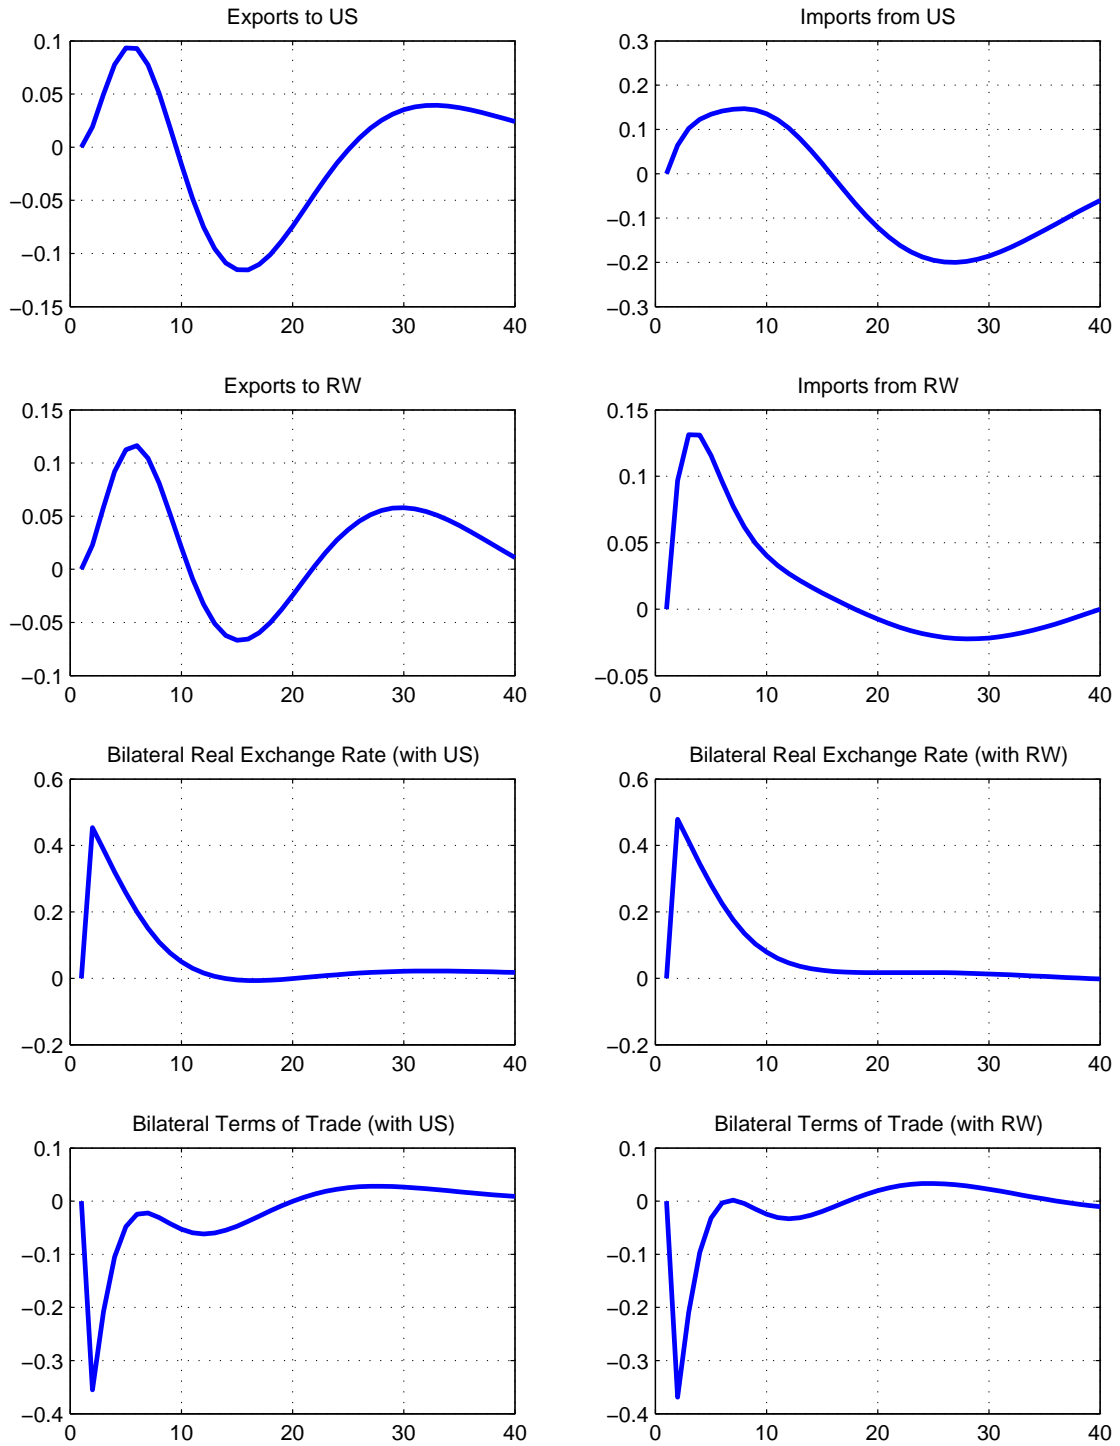 Exports to US
0.1
0.05
0
−0.05
−0.1
−0.15
0 10 20 30 40
Imports from US
0.3
0.2
0.1
0
−0.1
−0.2
−0.3
0 10 20 30 40
Exports to RW
0.15
0.1
0.05
0
−0.05
−0.1
0 10 20 30 40
Imports from RW
0.15
0.1
0.05
0
−0.05
0 10 20 30 40
Bilateral Real Exchange Rate (with US)
0.6
0.4
0.2
0
−0.2
0 10 20 30 40
Bilateral Real Exchange Rate (with RW)
0.6
0.4
0.2
0
−0.2
0 10 20 30 40
Bilateral Terms of Trade (with US)
0.1
0
−0.1
−0.2
−0.3
−0.4
0 10 20 30 40
Bilateral Terms of Trade (with RW)
0.1
0
−0.1
−0.2
−0.3
−0.4
0 10 20 30 40